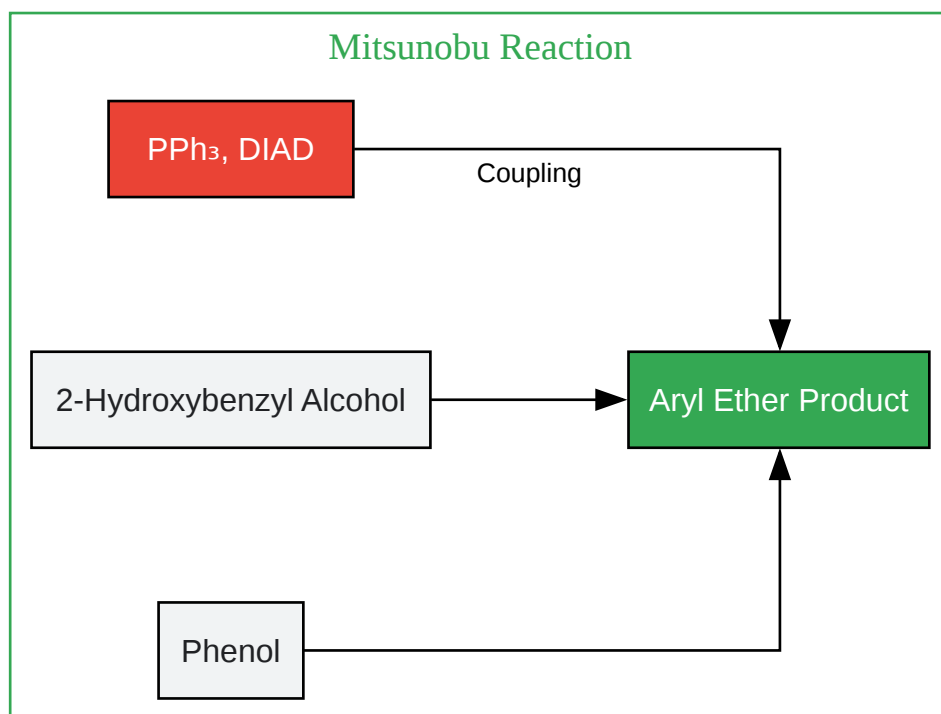 Mitsunobu Reaction
PPh₃, DIAD
Coupling
2-Hydroxybenzyl Alcohol
Aryl Ether Product
Phenol